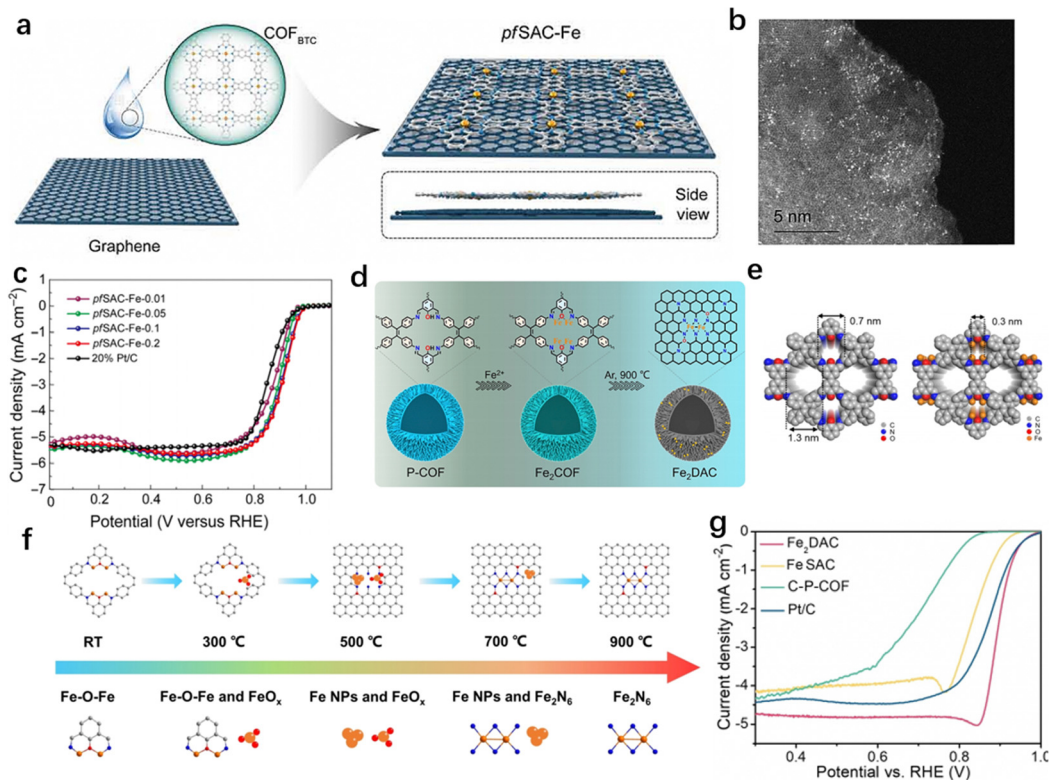 a
COF_BTC
pfSAC-Fe
Graphene
Side
view
b
5 nm
c
Current density (mA cm⁻²)
1
0
−1
−2
−3
−4
−5
−6
−7
pfSAC-Fe-0.01
pfSAC-Fe-0.05
pfSAC-Fe-0.1
pfSAC-Fe-0.2
20% Pt/C
0
0.2
0.4
0.6
0.8
1.0
Potential (V versus RHE)
d
Fe²⁺
Ar, 900 ℃
P-COF
Fe₂COF
Fe₂DAC
e
0.7 nm
0.3 nm
1.3 nm
C
N
O
C
N
O
Fe
f
RT
300 ℃
500 ℃
700 ℃
900 ℃
Fe-O-Fe
Fe-O-Fe and FeOₓ
Fe NPs and FeOₓ
Fe NPs and Fe₂N₆
Fe₂N₆
g
Current density (mA cm⁻²)
0
-1
-2
-3
-4
-5
Fe₂DAC
Fe SAC
C-P-COF
Pt/C
0.4
0.6
0.8
1.0
Potential vs. RHE (V)